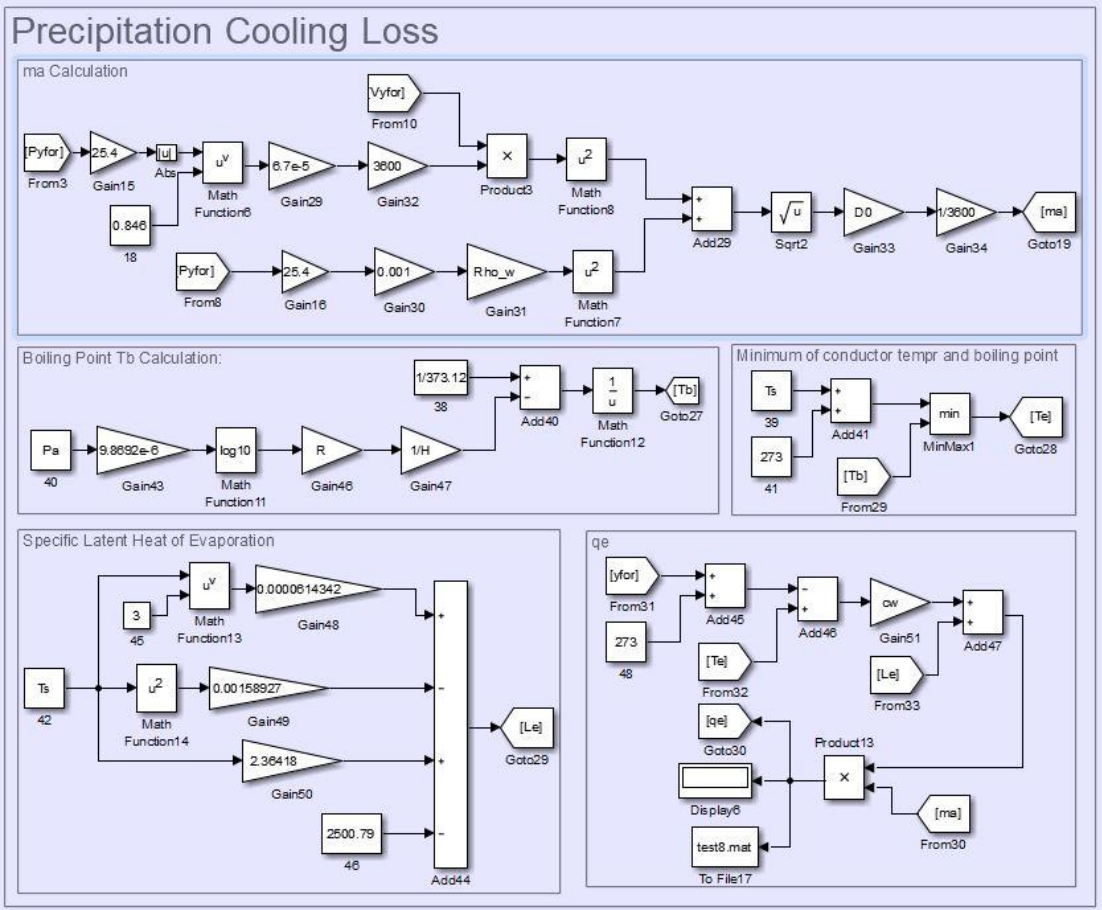 Precipitation Cooling Loss
ma Calculation
[Vyfor]
From10
[Pyfor]
From3
25.4
Gain15
|u|
Abs
u^v
Math
Function6
0.846
18
6.7e-5
Gain29
3600
Gain32
×
Product3
u²
Math
Function8
[Pyfor]
From8
25.4
Gain16
0.001
Gain30
Rho_w
Gain31
u²
Math
Function7
+
+
Add29
√u
Sqrt2
D0
Gain33
1/3600
Gain34
[ma]
Goto19
Boiling Point Tb Calculation:
1/373.12
38
Pa
40
9.8692e-6
Gain43
log10
Math
Function11
R
Gain46
1/H
Gain47
+
−
Add40
1
u
Math
Function12
[Tb]
Goto27
Minimum of conductor tempr and boiling point
Ts
39
273
41
+
+
Add41
[Tb]
From29
min
MinMax1
[Te]
Goto28
Specific Latent Heat of Evaporation
u^v
Math
Function13
3
45
0.0000614342
Gain48
Ts
42
u²
Math
Function14
0.00158927
Gain49
2.36418
Gain50
2500.79
46
+
−
+
−
Add44
[Le]
Goto29
qe
[yfor]
From31
273
48
+
+
Add45
[Te]
From32
−
+
Add46
cw
Gain51
[Le]
From33
+
+
Add47
[qe]
Goto30
Display6
test8.mat
To File17
Product13
×
[ma]
From30